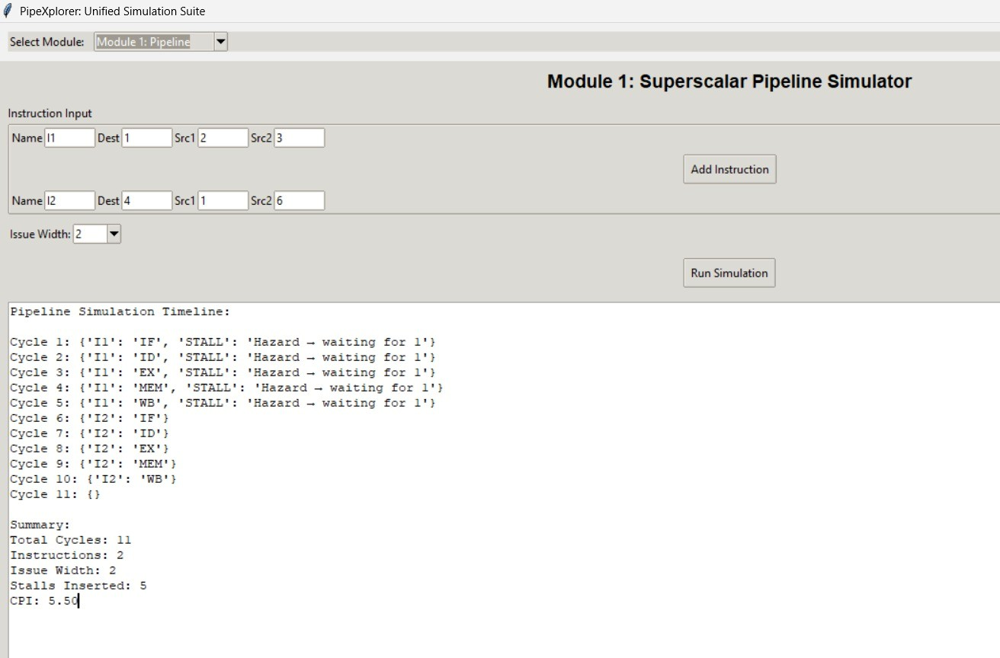 PipeXplorer: Unified Simulation Suite
Select Module: Module 1: Pipeline
Module 1: Superscalar Pipeline Simulator
Instruction Input
Name I1 Dest 1 Src1 2 Src2 3
Add Instruction
Name I2 Dest 4 Src1 1 Src2 6
Issue Width: 2
Run Simulation
Pipeline Simulation Timeline:
Cycle 1: {'I1': 'IF', 'STALL': 'Hazard → waiting for 1'}
Cycle 2: {'I1': 'ID', 'STALL': 'Hazard → waiting for 1'}
Cycle 3: {'I1': 'EX', 'STALL': 'Hazard → waiting for 1'}
Cycle 4: {'I1': 'MEM', 'STALL': 'Hazard → waiting for 1'}
Cycle 5: {'I1': 'WB', 'STALL': 'Hazard → waiting for 1'}
Cycle 6: {'I2': 'IF'}
Cycle 7: {'I2': 'ID'}
Cycle 8: {'I2': 'EX'}
Cycle 9: {'I2': 'MEM'}
Cycle 10: {'I2': 'WB'}
Cycle 11: {}
Summary:
Total Cycles: 11
Instructions: 2
Issue Width: 2
Stalls Inserted: 5
CPI: 5.50